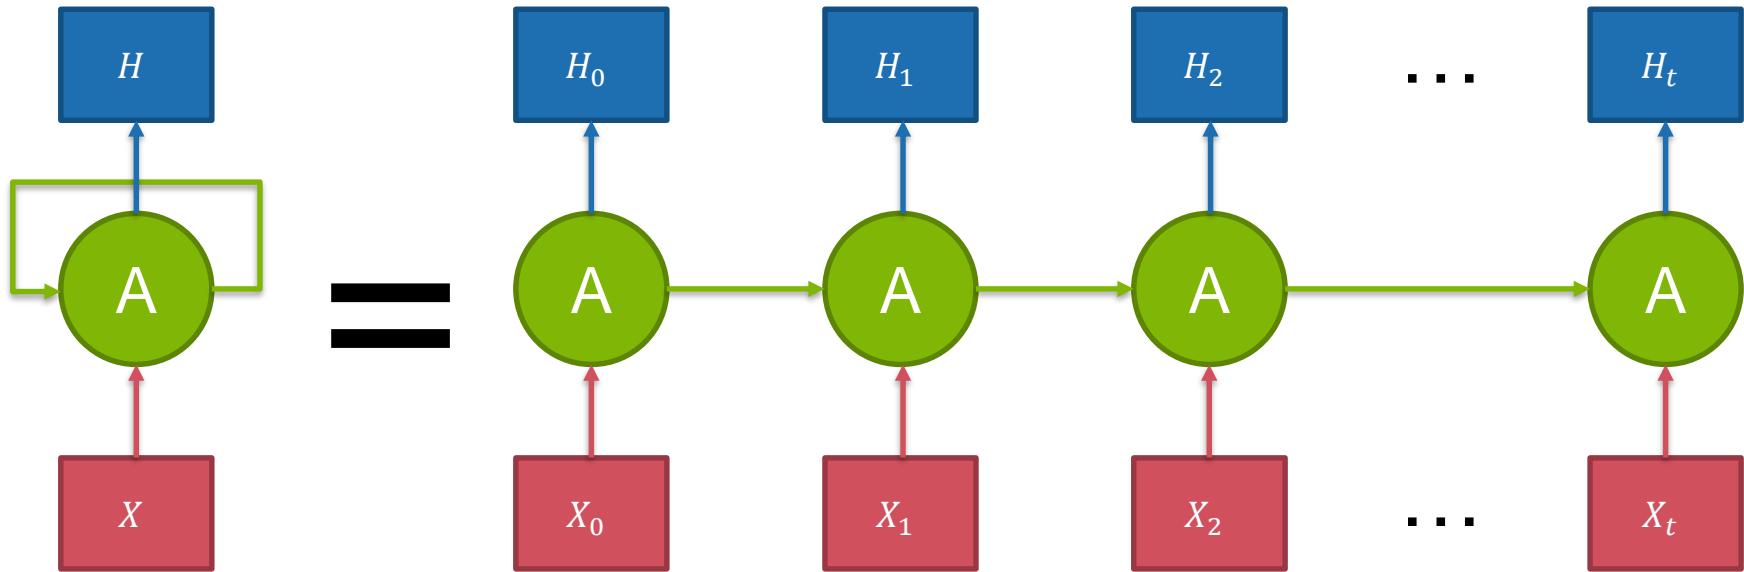 H H₀ H₁ H₂ ... Hₜ
A = A A A A
X X₀ X₁ X₂ ... Xₜ